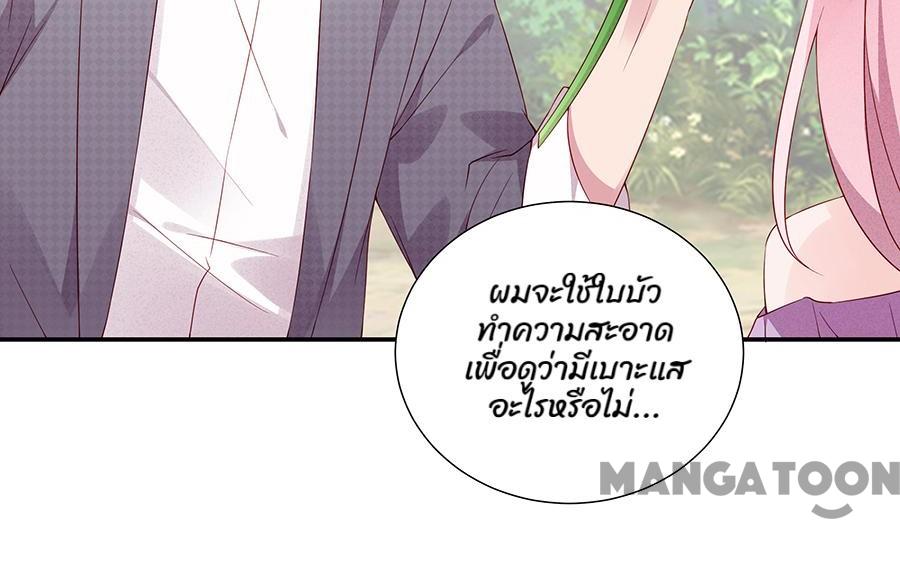 ผมจะใช้ใบบัว
ทำความสะอาด
เพื่อดูว่ามีเบาะแส
อะไรหรือไม่...
MANGATOON